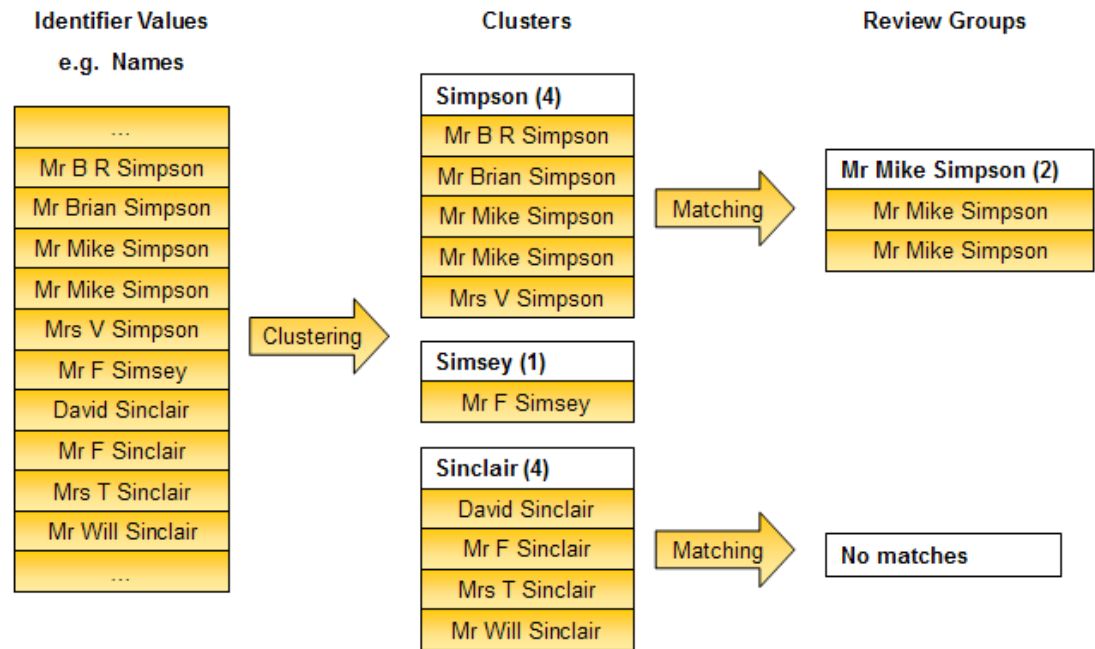 Identifier Values
e.g. Names
...
Mr B R Simpson
Mr Brian Simpson
Mr Mike Simpson
Mr Mike Simpson
Mrs V Simpson
Mr F Simsey
David Sinclair
Mr F Sinclair
Mrs T Sinclair
Mr Will Sinclair
...
Clustering
Clusters
Simpson (4)
Mr B R Simpson
Mr Brian Simpson
Mr Mike Simpson
Mr Mike Simpson
Mrs V Simpson
Simsey (1)
Mr F Simsey
Sinclair (4)
David Sinclair
Mr F Sinclair
Mrs T Sinclair
Mr Will Sinclair
Matching
Matching
Review Groups
Mr Mike Simpson (2)
Mr Mike Simpson
Mr Mike Simpson
No matches